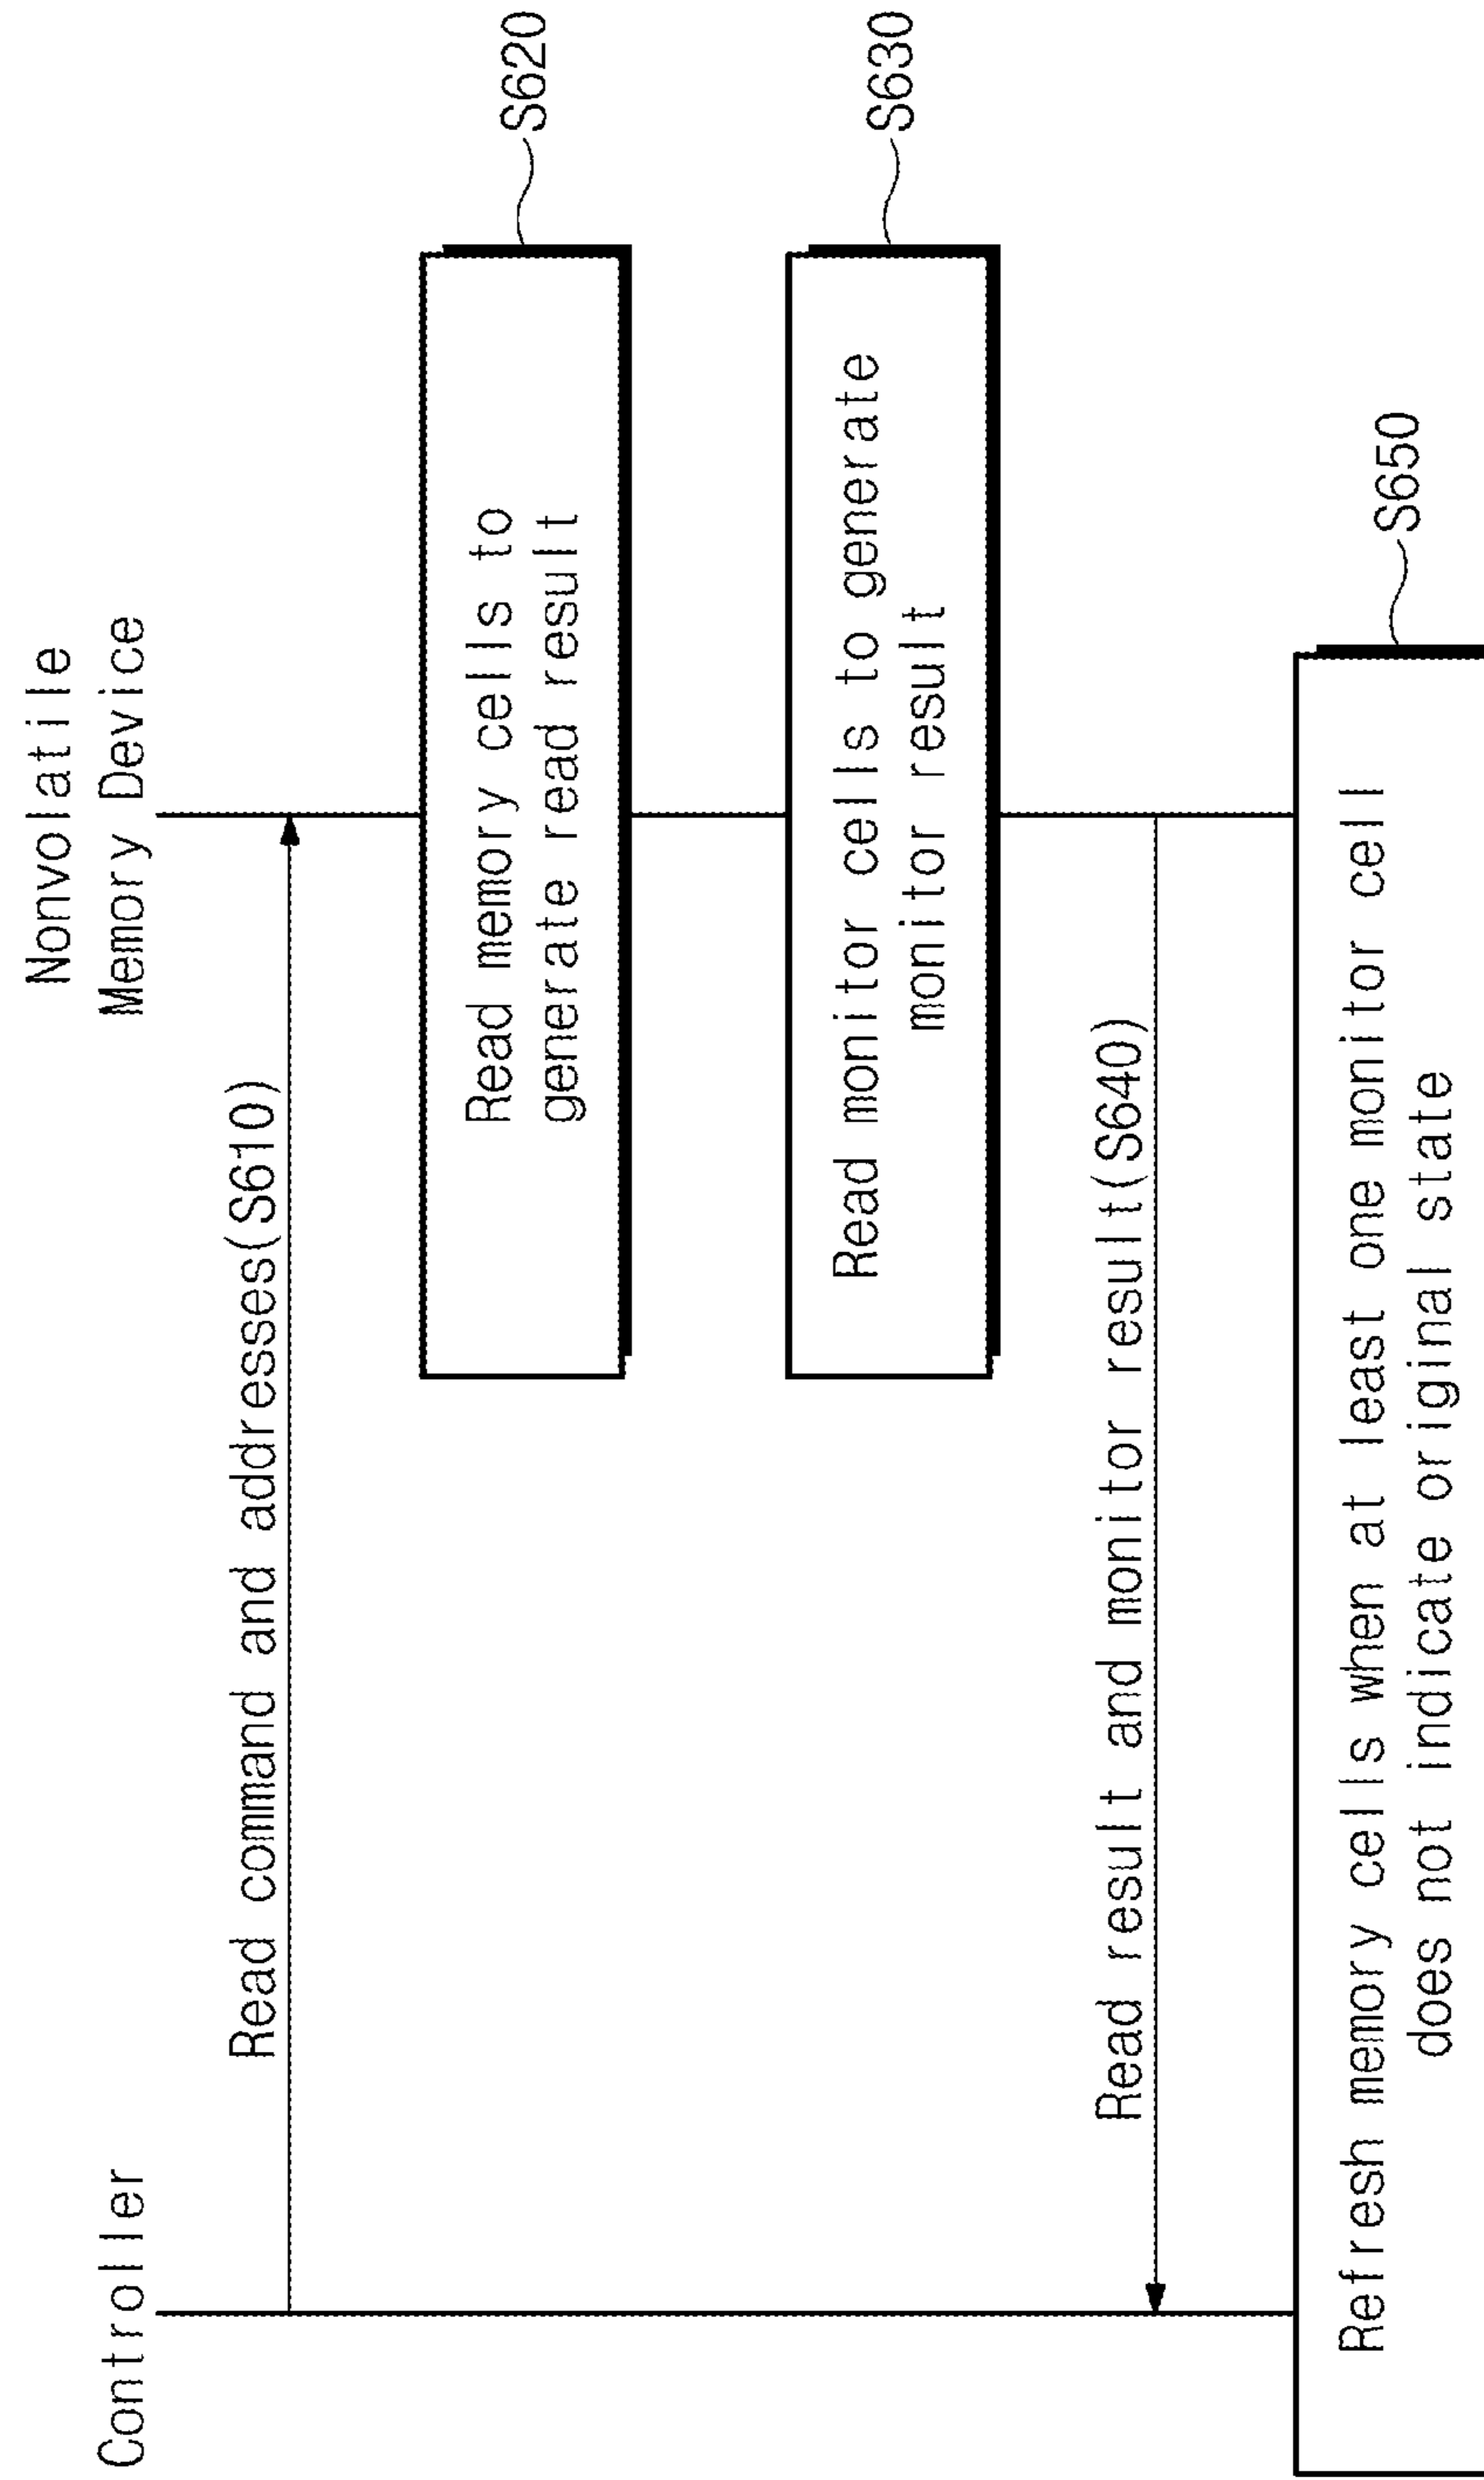 Controller
Nonvolatile
Memory Device
Read command and addresses(S610)
Read memory cells to
generate read result
S620
Read monitor cells to generate
monitor result
S630
Read result and monitor result(S640)
Refresh memory cells when at least one monitor cell
does not indicate original state
S650